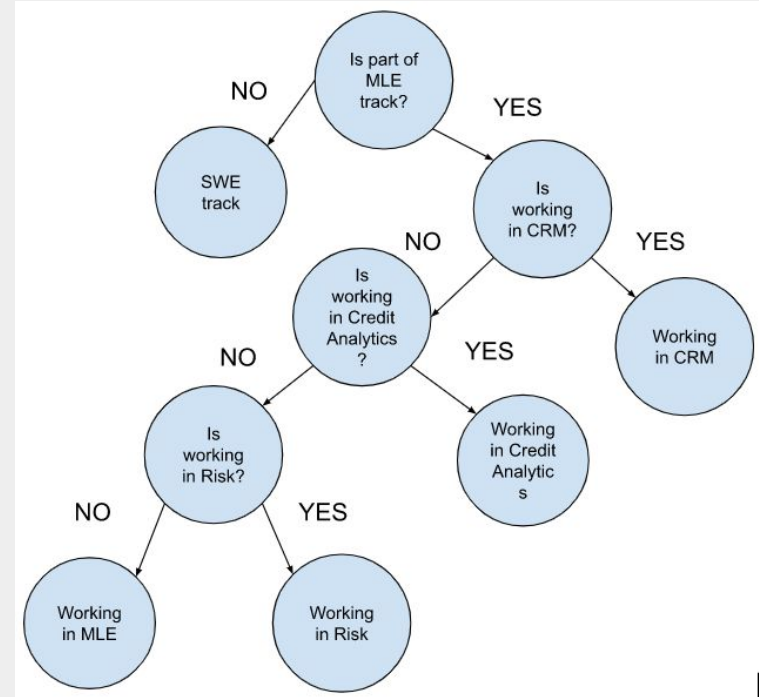 Is part of
MLE
track?
NO
YES
SWE
track
Is
working
in CRM?
NO
YES
Is
working
in Credit
Analytics
?
Working
in CRM
NO
YES
Is
working
in Risk?
Working
in Credit
Analytic
s
NO
YES
Working
in MLE
Working
in Risk